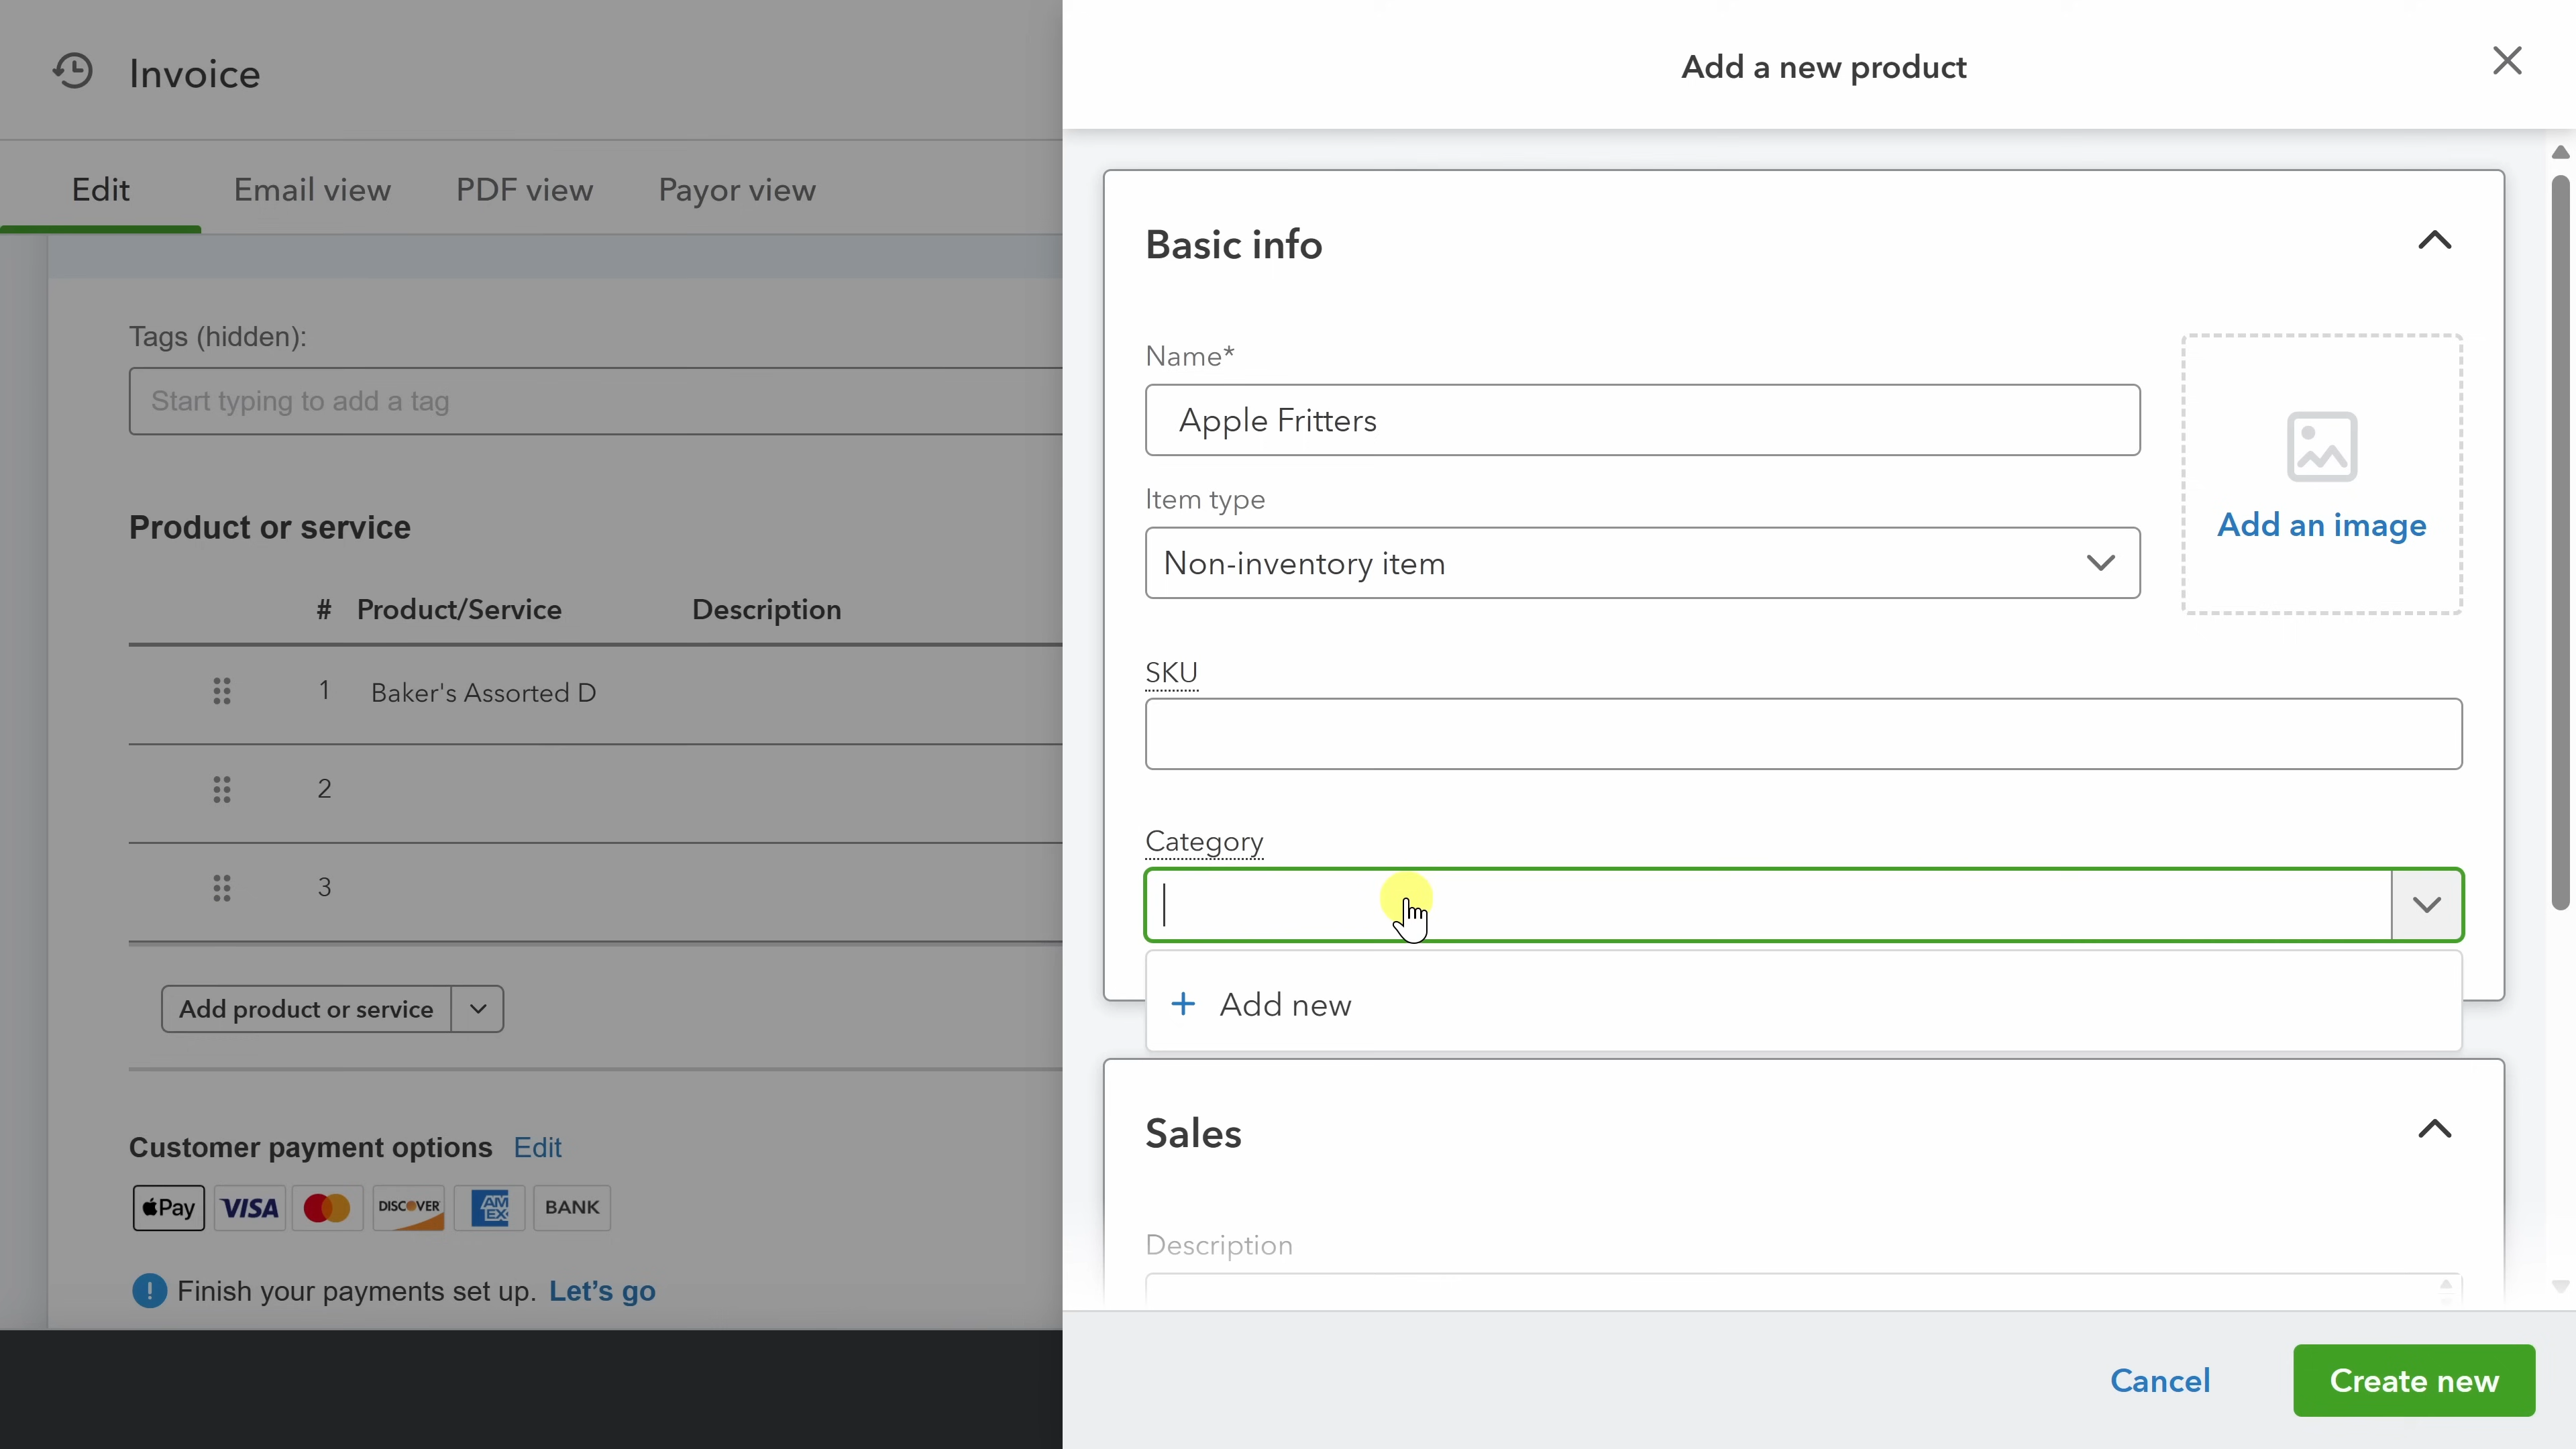 Invoice
Edit
Email view
PDF view
Payor view
Tags (hidden):
Start typing to add a tag
Product or service
# Product/Service Description
1 Baker's Assorted D
2
3
Add product or service
Customer payment options Edit
Pay
VISA
DISCOVER
AM
EX
BANK
! Finish your payments set up. Let's go
Add a new product
Basic info
Name*
Apple Fritters
Add an image
Item type
Non-inventory item
SKU
Category
+ Add new
Sales
Description
Cancel
Create new